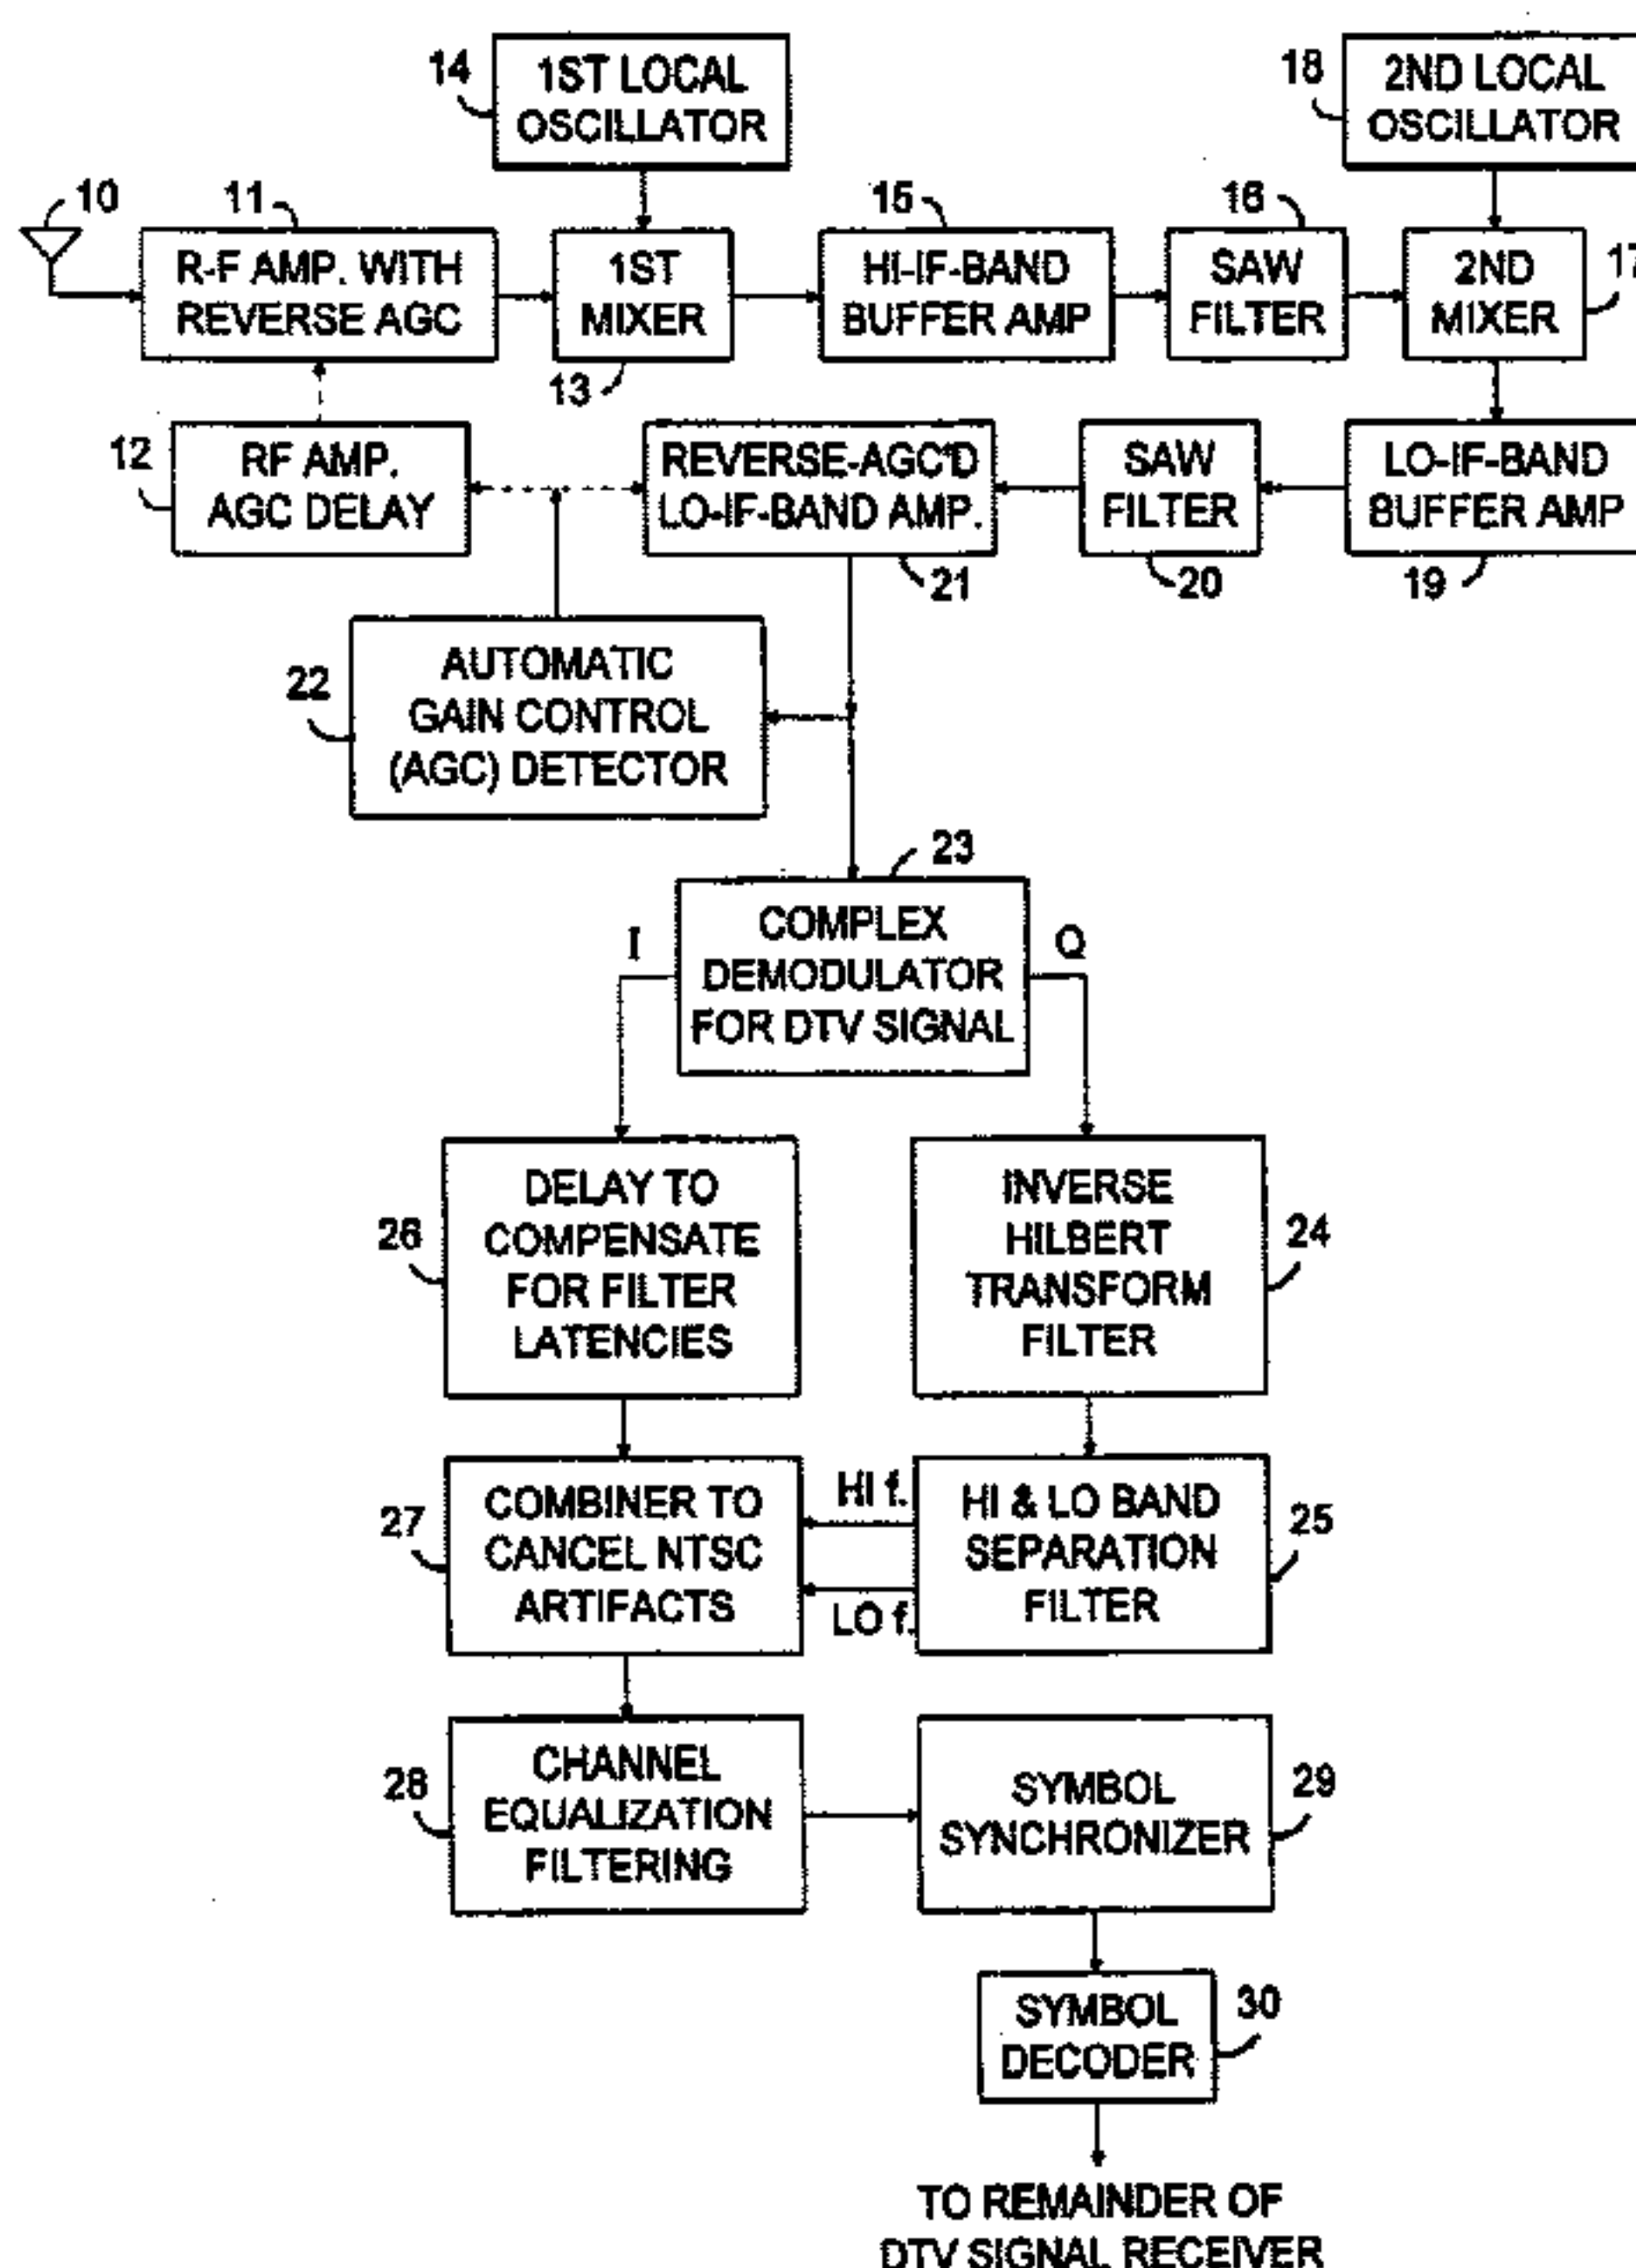 14
1ST LOCAL
OSCILLATOR
18
2ND LOCAL
OSCILLATOR
10
11
R-F AMP. WITH
REVERSE AGC
1ST
MIXER
13
15
HI-IF-BAND
BUFFER AMP
16
SAW
FILTER
2ND
MIXER
17
12
RF AMP.
AGC DELAY
REVERSE-AGC'D
LO-IF-BAND AMP.
21
SAW
FILTER
20
LO-IF-BAND
BUFFER AMP
19
22
AUTOMATIC
GAIN CONTROL
(AGC) DETECTOR
23
COMPLEX
DEMODULATOR
FOR DTV SIGNAL
I
Q
26
DELAY TO
COMPENSATE
FOR FILTER
LATENCIES
INVERSE
HILBERT
TRANSFORM
FILTER
24
27
COMBINER TO
CANCEL NTSC
ARTIFACTS
HI f.
LO f.
HI & LO BAND
SEPARATION
FILTER
25
28
CHANNEL
EQUALIZATION
FILTERING
SYMBOL
SYNCHRONIZER
29
SYMBOL
DECODER
30
TO REMAINDER OF
DTV SIGNAL RECEIVER